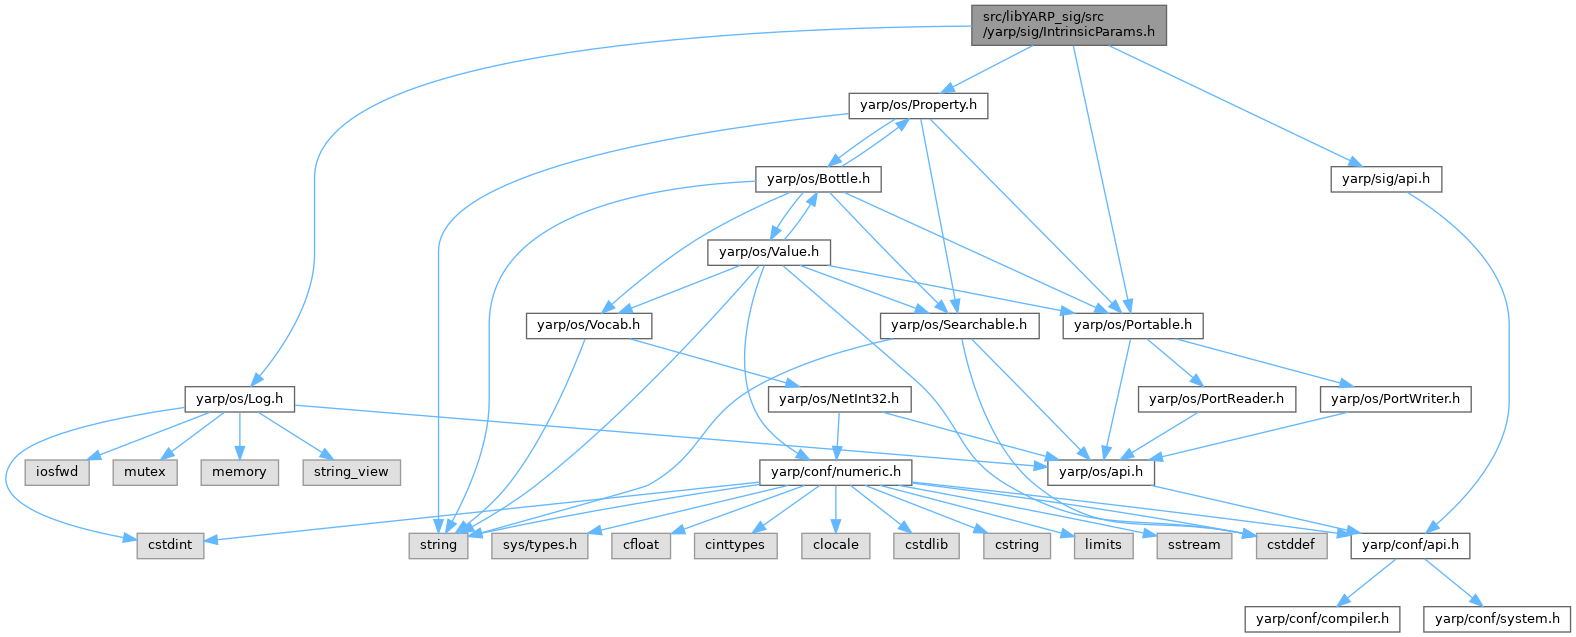 src/libYARP_sig/src
/yarp/sig/IntrinsicParams.h
yarp/os/Property.h
yarp/os/Bottle.h
yarp/sig/api.h
yarp/os/Value.h
yarp/os/Vocab.h
yarp/os/Searchable.h
yarp/os/Portable.h
yarp/os/Log.h
yarp/os/NetInt32.h
yarp/os/PortReader.h
yarp/os/PortWriter.h
iosfwd
mutex
memory
string_view
yarp/conf/numeric.h
yarp/os/api.h
cstdint
string
sys/types.h
cfloat
cinttypes
clocale
cstdlib
cstring
limits
sstream
cstddef
yarp/conf/api.h
yarp/conf/compiler.h
yarp/conf/system.h